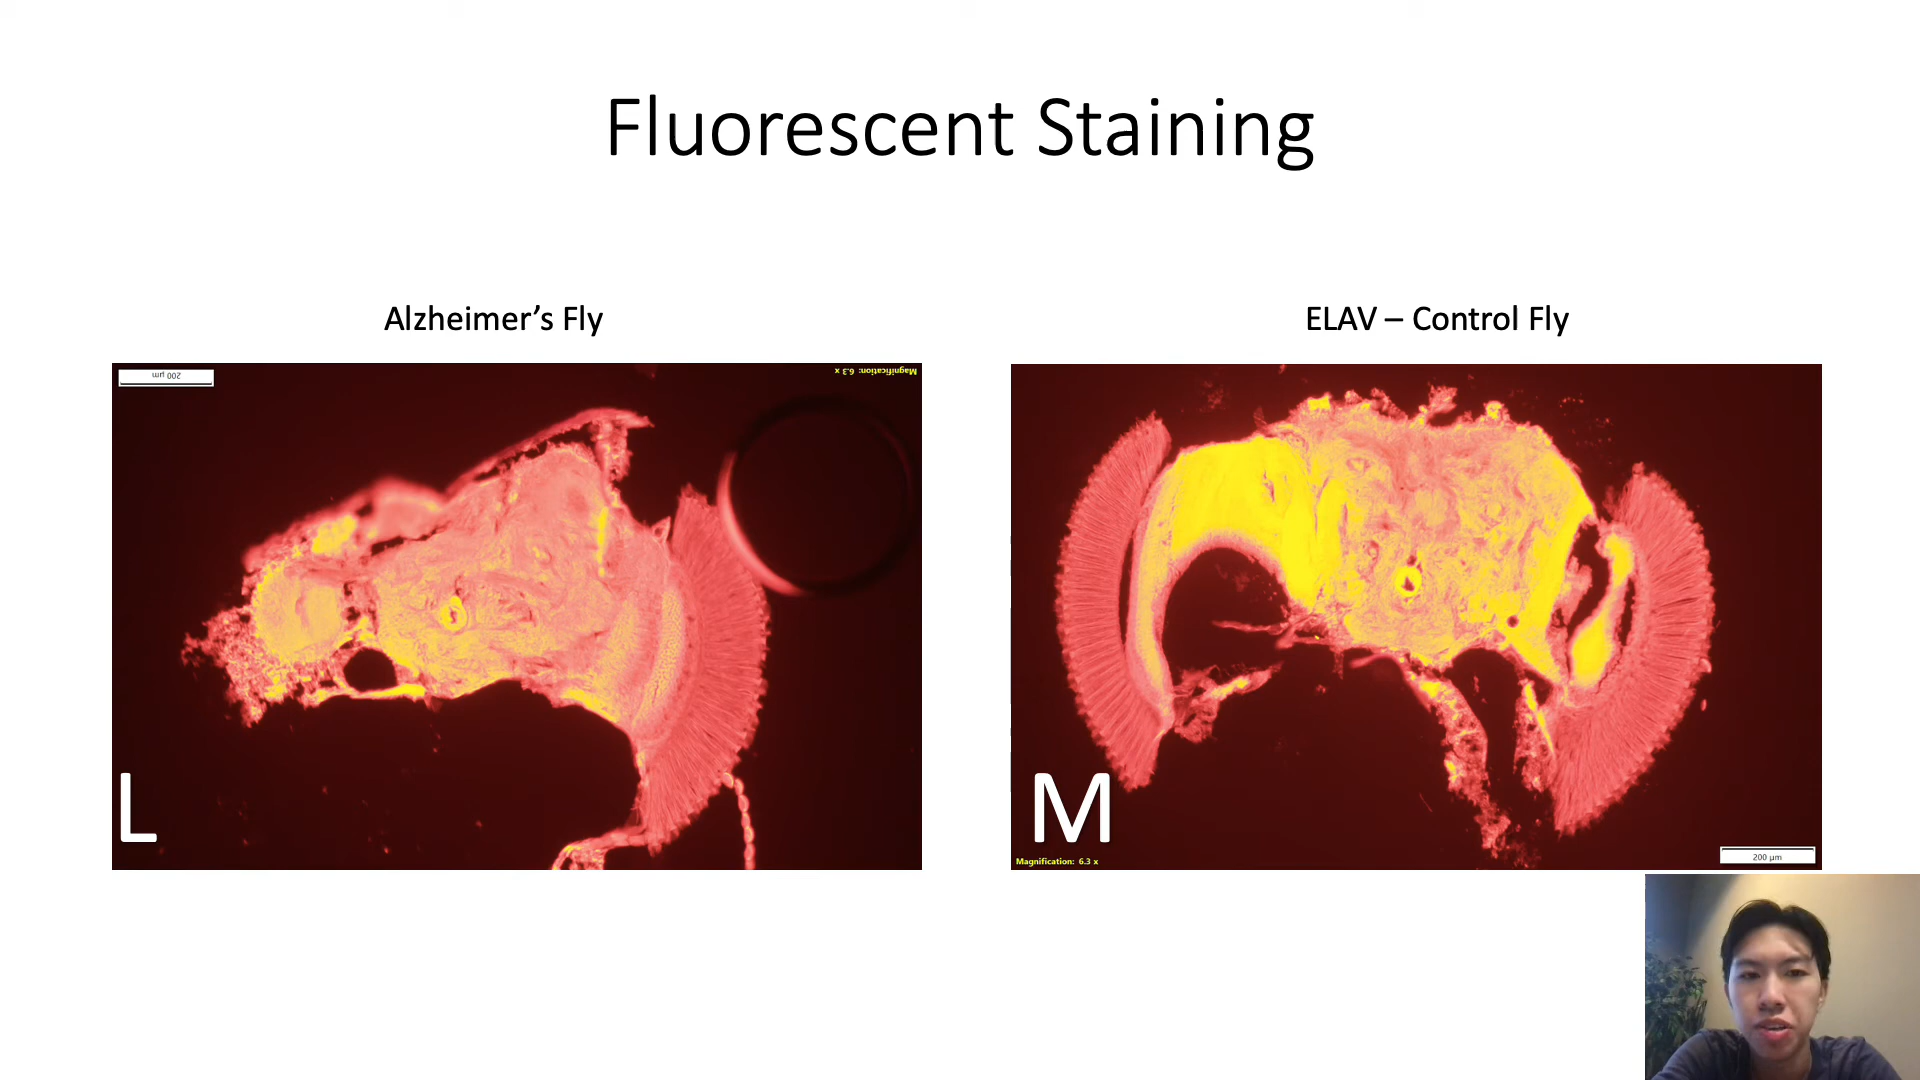 Fluorescent Staining
Alzheimer’s Fly
ELAV – Control Fly
200 µm
Magnification: 6.3 x
L
M
Magnification: 6.3 x
200 µm